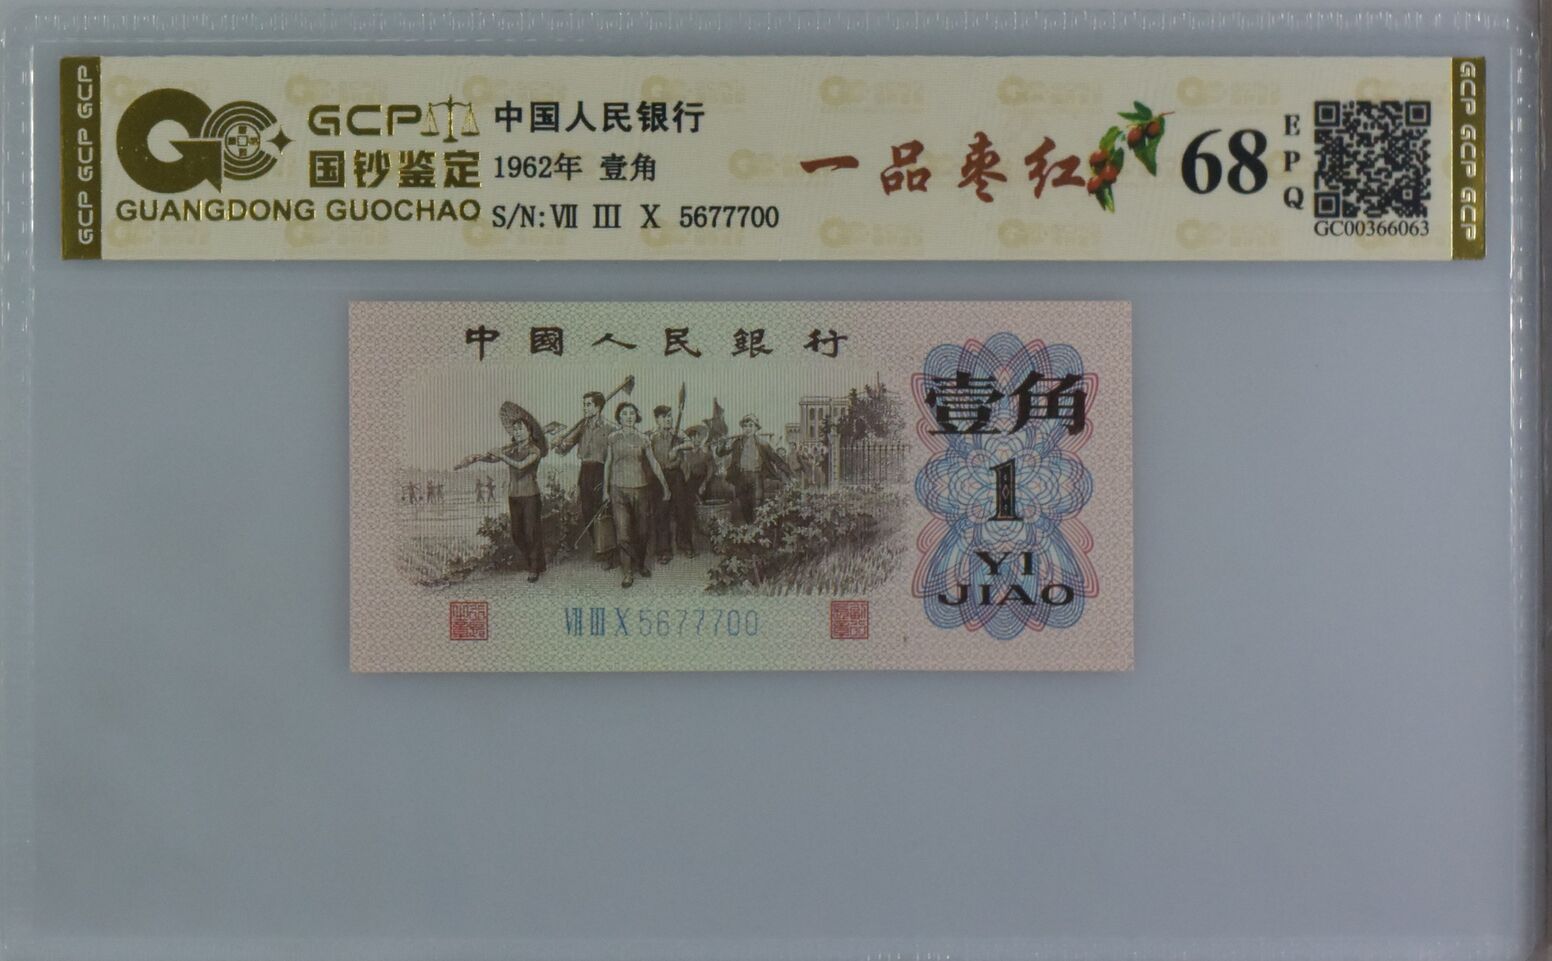 GCP GCP GCP
GCP
国钞鉴定
GUANGDONG GUOCHAO
中国人民银行
1962年 壹角
S/N: Ⅶ Ⅲ Ⅹ 5677700
一品枣红
68
EPQ
GC00366063
GCP GCP GCP
中國人民銀行
壹角
1
YI
JIAO
Ⅶ Ⅲ Ⅹ 5677700